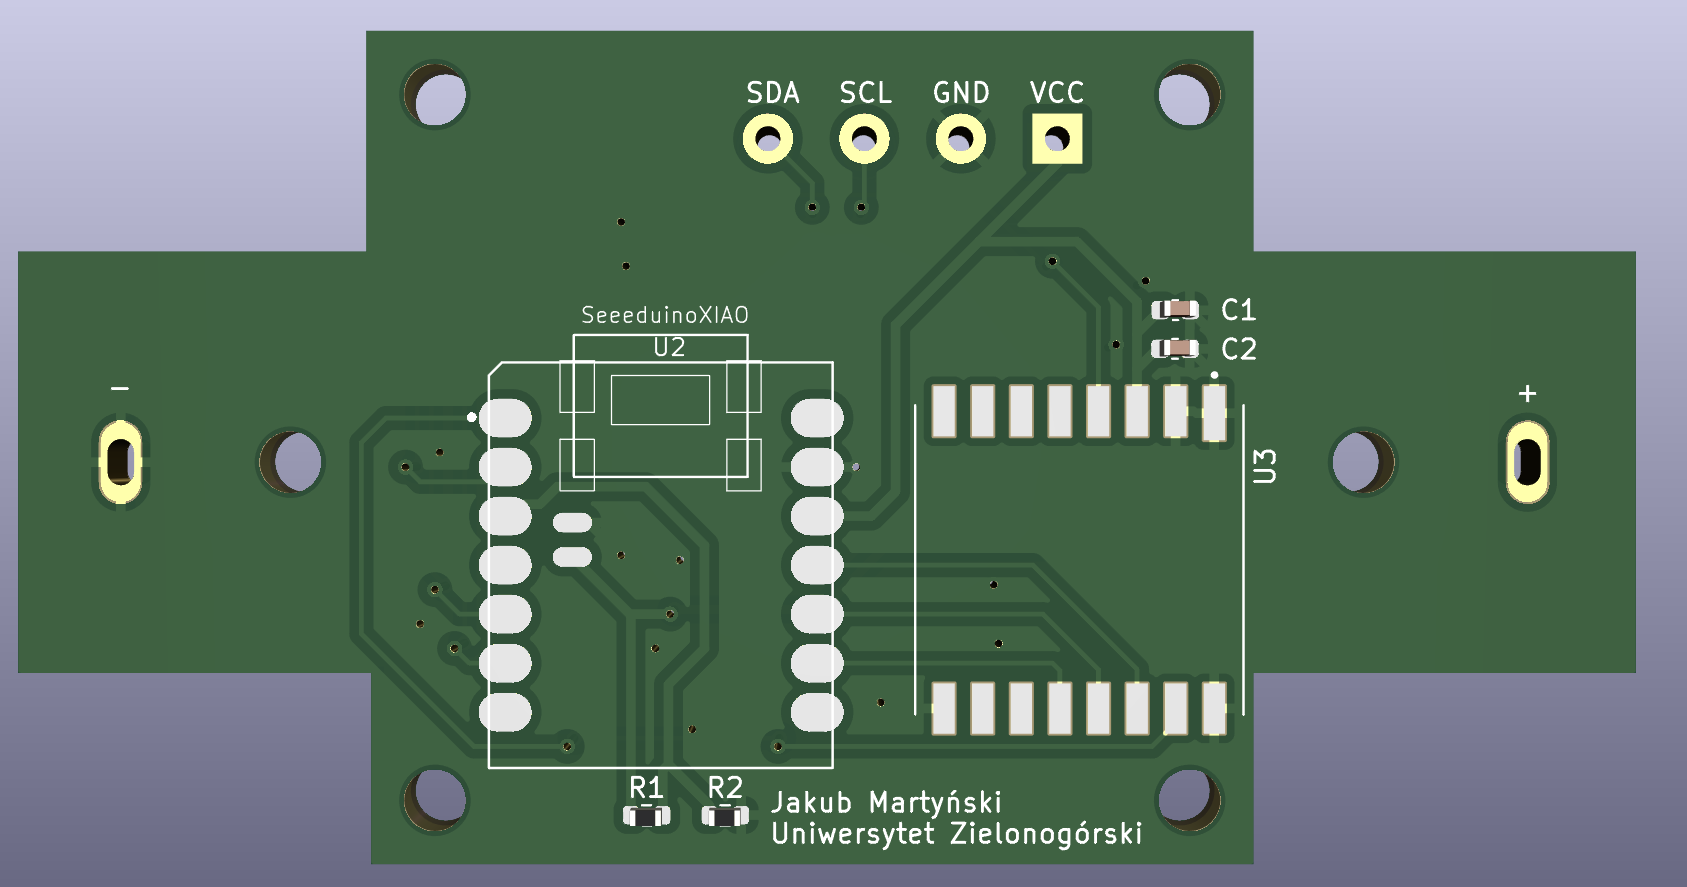 SDA SCL GND VCC
C1
SeeeduinoXIAO
U2
C2
−
+
U3
R1 R2
Jakub Martyński
Uniwersytet Zielonogórski